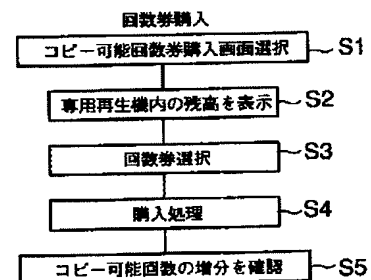 回数券購入
コピー可能回数券購入画面選択 S1
専用再生機内の残高を表示 S2
回数券選択 S3
購入処理 S4
コピー可能回数の増分を確認 S5